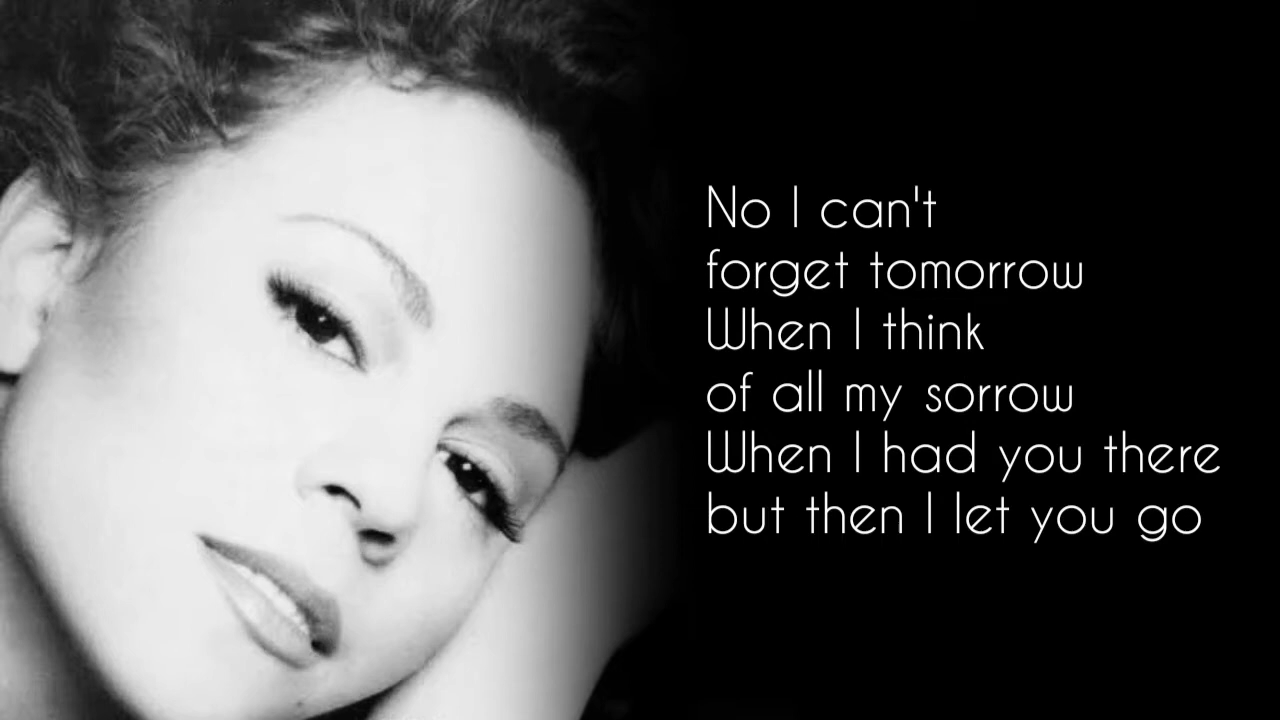 No I can't
forget tomorrow
When I think
of all my sorrow
When I had you there
but then I let you go